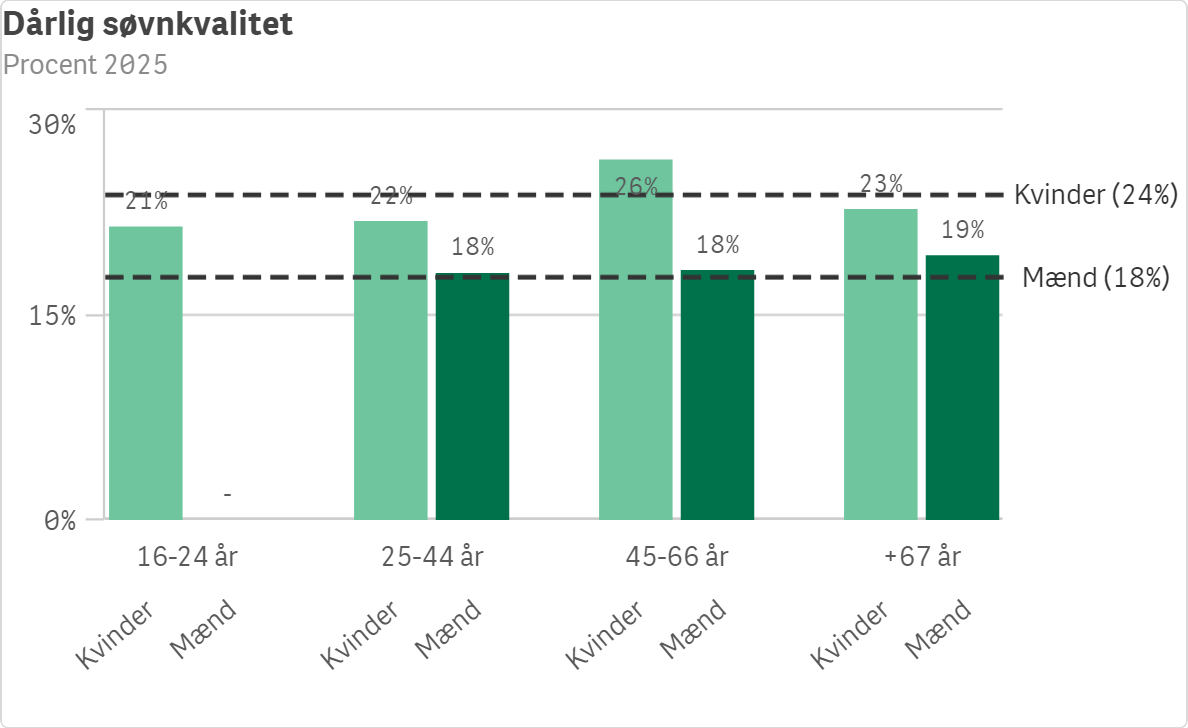 Dårlig søvnkvalitet
Procent 2025
30%
15%
0%
21%
-
22%
18%
26%
18%
23%
19%
Kvinder (24%)
Mænd (18%)
16-24 år
25-44 år
45-66 år
+67 år
Kvinder
Mænd
Kvinder
Mænd
Kvinder
Mænd
Kvinder
Mænd